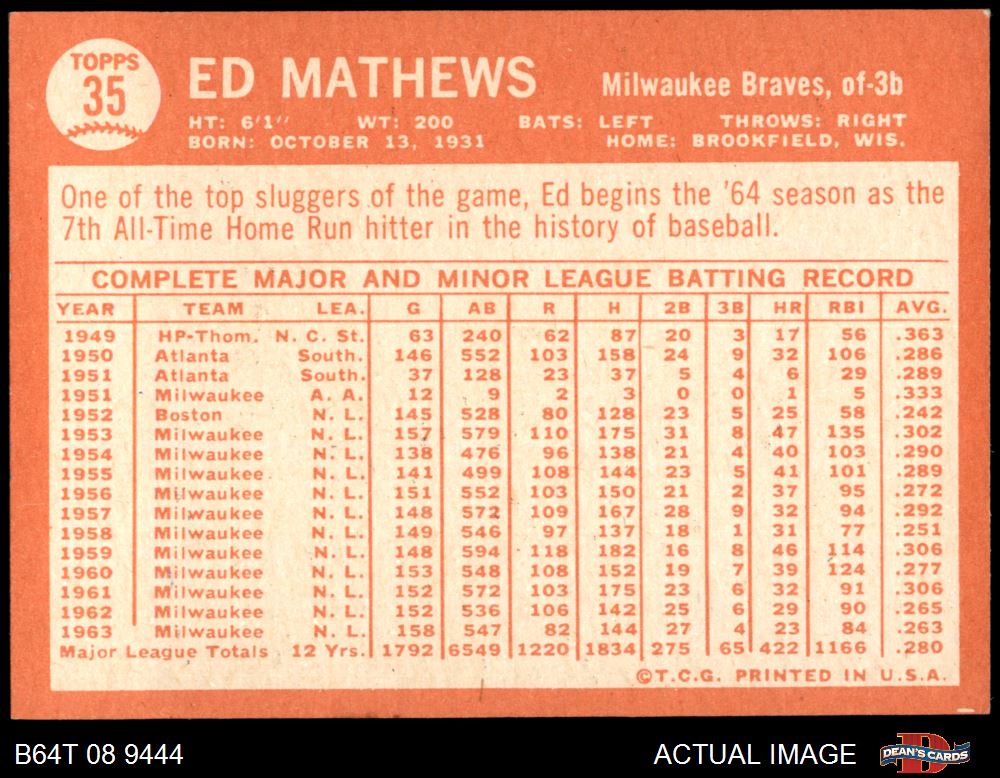 TOPPS
35
ED MATHEWS Milwaukee Braves, of-3b
HT: 6'1" WT: 200 BATS: LEFT THROWS: RIGHT
BORN: OCTOBER 13, 1931 HOME: BROOKFIELD, WIS.
One of the top sluggers of the game, Ed begins the '64 season as the
7th All-Time Home Run hitter in the history of baseball.
COMPLETE MAJOR AND MINOR LEAGUE BATTING RECORD
YEAR TEAM LEA. G AB R H 2B 3B HR RBI AVG.
1949 HP-Thom. N. C. St. 63 240 62 87 20 3 17 56 .363
1950 Atlanta South. 146 552 103 158 24 9 32 106 .286
1951 Atlanta South. 37 128 23 37 5 4 6 29 .289
1951 Milwaukee A. A. 12 9 2 3 0 0 1 5 .333
1952 Boston N. L. 145 528 80 128 23 5 25 58 .242
1953 Milwaukee N. L. 157 579 110 175 31 8 47 135 .302
1954 Milwaukee N. L. 138 476 96 138 21 4 40 103 .290
1955 Milwaukee N. L. 141 499 108 144 23 5 41 101 .289
1956 Milwaukee N. L. 151 552 103 150 21 2 37 95 .272
1957 Milwaukee N. L. 148 572 109 167 28 9 32 94 .292
1958 Milwaukee N. L. 149 546 97 137 18 1 31 77 .251
1959 Milwaukee N. L. 148 594 118 182 16 8 46 114 .306
1960 Milwaukee N. L. 153 548 108 152 19 7 39 124 .277
1961 Milwaukee N. L. 152 572 103 175 23 6 32 91 .306
1962 Milwaukee N. L. 152 536 106 142 25 6 29 90 .265
1963 Milwaukee N. L. 158 547 82 144 27 4 23 84 .263
Major League Totals 12 Yrs. 1792 6549 1220 1834 275 65 422 1166 .280
©T.C.G. PRINTED IN U.S.A.
B64T 08 9444 ACTUAL IMAGE DEAN'S CARDS